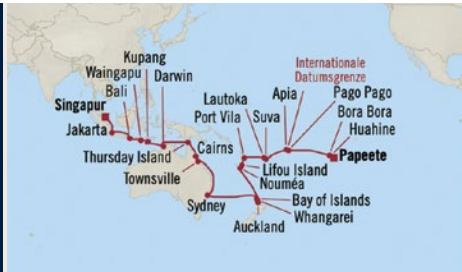 Kupang
Waingapu
Darwin
Bali
Singapur
Jakarta
Thursday Island
Cairns
Townsville
Sydney
Internationale
Datumsgrenze
Lautoka
Apia
Pago Pago
Port Vila
Suva
Bora Bora
Huahine
Papeete
Lifou Island
Nouméa
Bay of Islands
Whangarei
Auckland